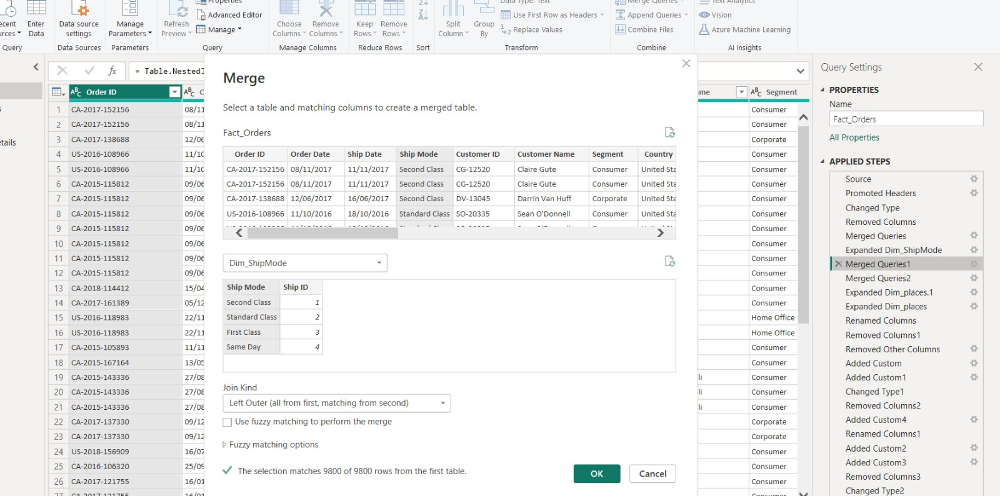 Properties
Data Type: Text
Merge Queries
Text Analytics
Advanced Editor
Use First Row as Headers
Append Queries
Vision
Enter Data
Data source settings
Manage Parameters
Refresh Preview
Manage
Choose Columns
Remove Columns
Keep Rows
Remove Rows
Split Column
Group By
Replace Values
Combine Files
Azure Machine Learning
Query
Data Sources
Parameters
Query
Manage Columns
Reduce Rows
Sort
Transform
Combine
AI Insights
fx
= Table.NestedJ
Order ID
Segment
1 CA-2017-152156 08/11 Consumer
2 CA-2017-152156 08/11 Consumer
3 CA-2017-138688 12/06 Corporate
4 US-2016-108966 11/10 Consumer
5 US-2016-108966 11/10 Consumer
6 CA-2015-115812 09/06 Consumer
7 CA-2015-115812 09/06 Consumer
8 CA-2015-115812 09/06 Consumer
9 CA-2015-115812 09/06 Consumer
10 CA-2015-115812 09/06 Consumer
11 CA-2015-115812 09/06 Consumer
12 CA-2015-115812 09/06 Consumer
13 CA-2018-114412 15/04 Consumer
14 CA-2017-161389 05/12 Consumer
15 US-2016-118983 22/11 Home Office
16 US-2016-118983 22/11 Home Office
17 CA-2015-105893 11/11 Consumer
18 CA-2015-167164 13/05 Consumer
19 CA-2015-143336 27/08 li Consumer
20 CA-2015-143336 27/08 li Consumer
21 CA-2015-143336 27/08 li Consumer
22 CA-2017-137330 09/12 Corporate
23 CA-2017-137330 09/12 Corporate
24 US-2018-156909 16/07 Consumer
25 CA-2016-106320 25/09 Consumer
26 CA-2017-121755 16/01 Consumer
27 CA-2017-121755 16/01 Consumer
Merge
Select a table and matching columns to create a merged table.
Fact_Orders
Order ID Order Date Ship Date Ship Mode Customer ID Customer Name Segment Country
CA-2017-152156 08/11/2017 11/11/2017 Second Class CG-12520 Claire Gute Consumer United Sta
CA-2017-152156 08/11/2017 11/11/2017 Second Class CG-12520 Claire Gute Consumer United Sta
CA-2017-138688 12/06/2017 16/06/2017 Second Class DV-13045 Darrin Van Huff Corporate United Sta
US-2016-108966 11/10/2016 18/10/2016 Standard Class SO-20335 Sean O'Donnell Consumer United Sta
Dim_ShipMode
Ship Mode Ship ID
Second Class 1
Standard Class 2
First Class 3
Same Day 4
Join Kind
Left Outer (all from first, matching from second)
Use fuzzy matching to perform the merge
Fuzzy matching options
The selection matches 9800 of 9800 rows from the first table.
OK
Cancel
Query Settings
PROPERTIES
Name
Fact_Orders
All Properties
APPLIED STEPS
Source
Promoted Headers
Changed Type
Removed Columns
Merged Queries
Expanded Dim_ShipMode
Merged Queries1
Merged Queries2
Expanded Dim_places.1
Expanded Dim_places
Renamed Columns
Renamed Columns1
Removed Other Columns
Added Custom
Added Custom1
Changed Type1
Removed Columns2
Added Custom4
Renamed Columns1
Added Custom2
Added Custom3
Removed Columns3
Changed Type2